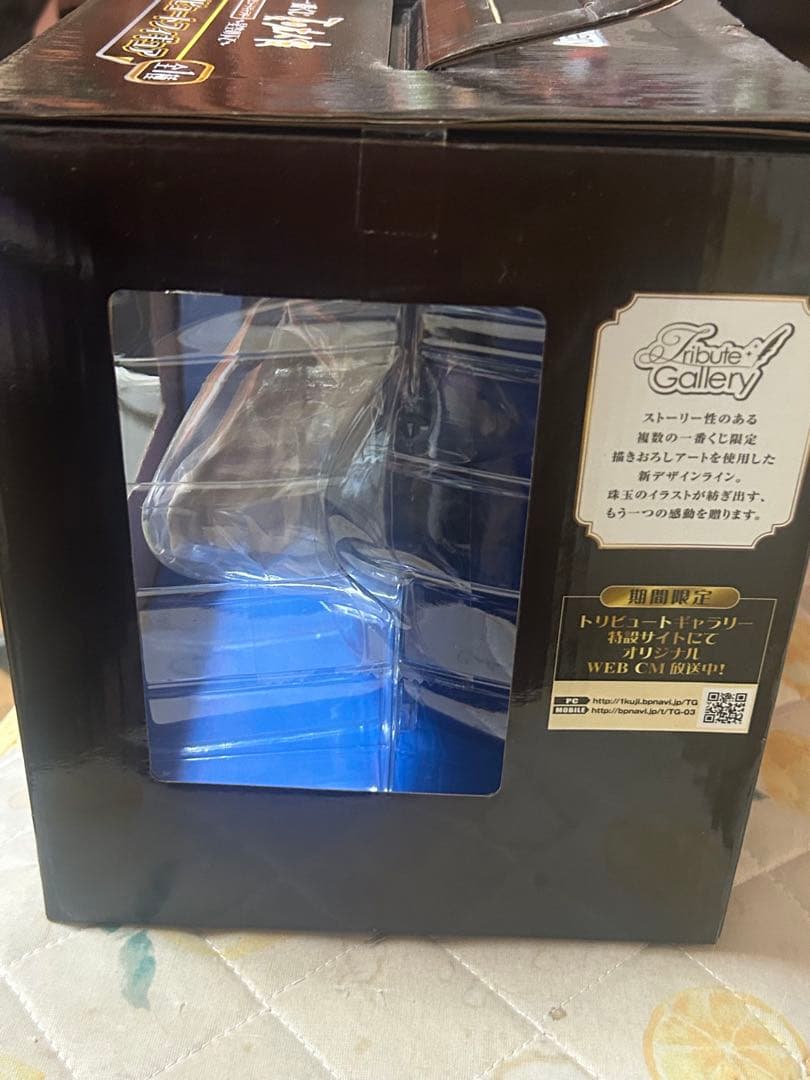 Tribute
Gallery
ストーリー性のある
複数の一番くじ限定
描きおろしアートを使用した
新デザインライン。
珠玉のイラストが紡ぎ出す、
もう一つの感動を贈ります。
期間限定
トリビュートギャラリー
特設サイトにて
オリジナル
WEB CM 放送中!
PC http://1kuji.bpnavi.jp/TG
MOBILE http://bpnavi.jp/t/TG-03